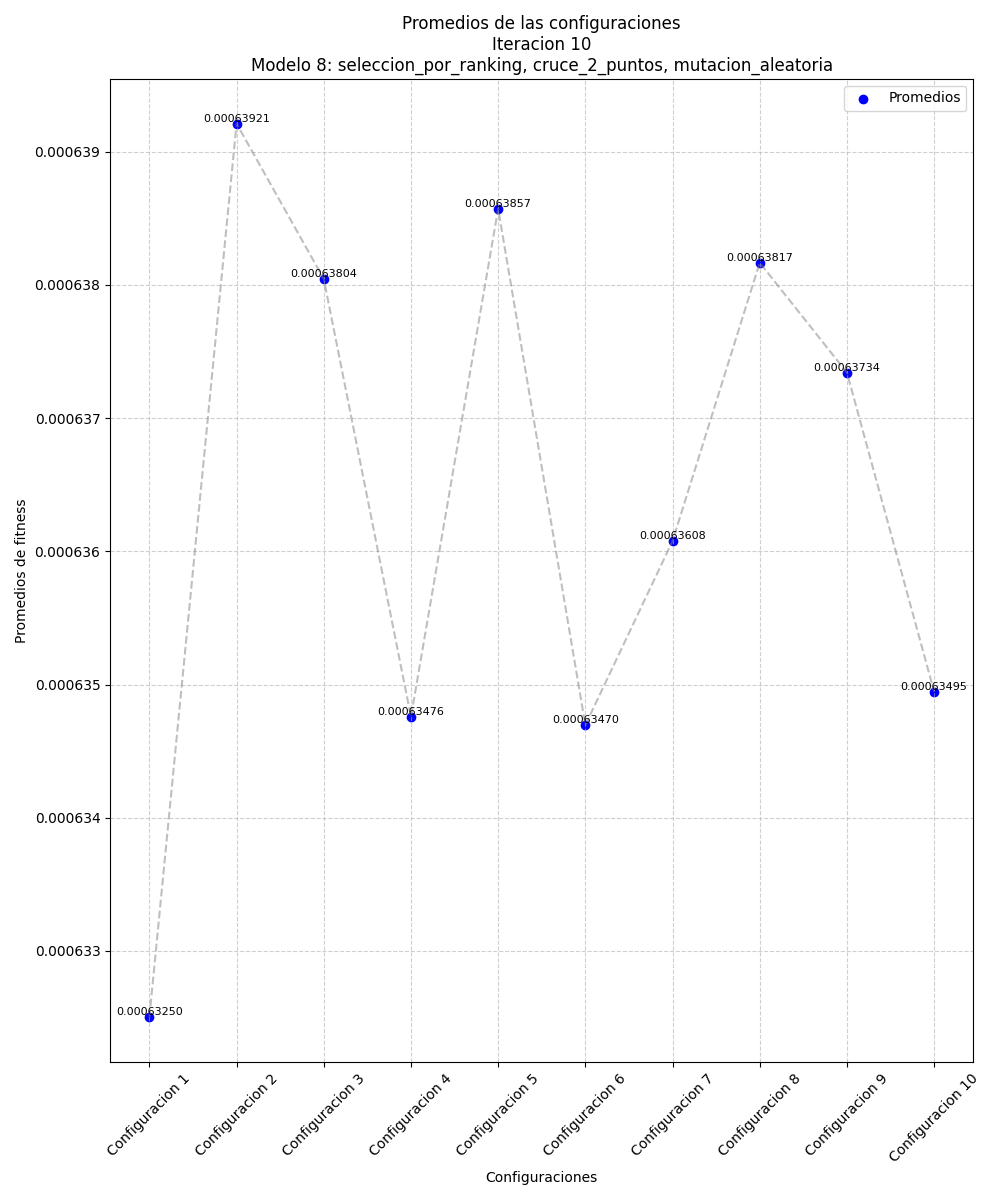 Promedios de las configuraciones
Iteracion 10
Modelo 8: seleccion_por_ranking, cruce_2_puntos, mutacion_aleatoria
Promedios
0.00063921
0.000639
0.00063857
0.00063804
0.00063817
0.000638
0.00063734
0.000637
0.00063608
0.000636
0.000635
0.00063495
0.00063476
0.00063470
0.000634
0.000633
0.00063250
Promedios de fitness
Configuracion 1
Configuracion 2
Configuracion 3
Configuracion 4
Configuracion 5
Configuracion 6
Configuracion 7
Configuracion 8
Configuracion 9
Configuracion 10
Configuraciones